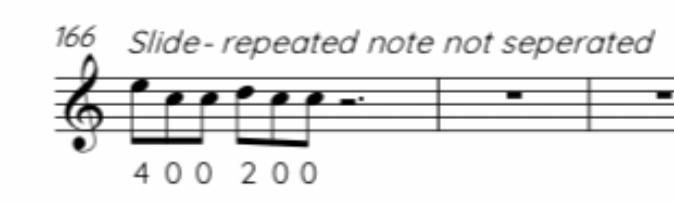 166 Slide- repeated note not seperated
4 0 0 2 0 0